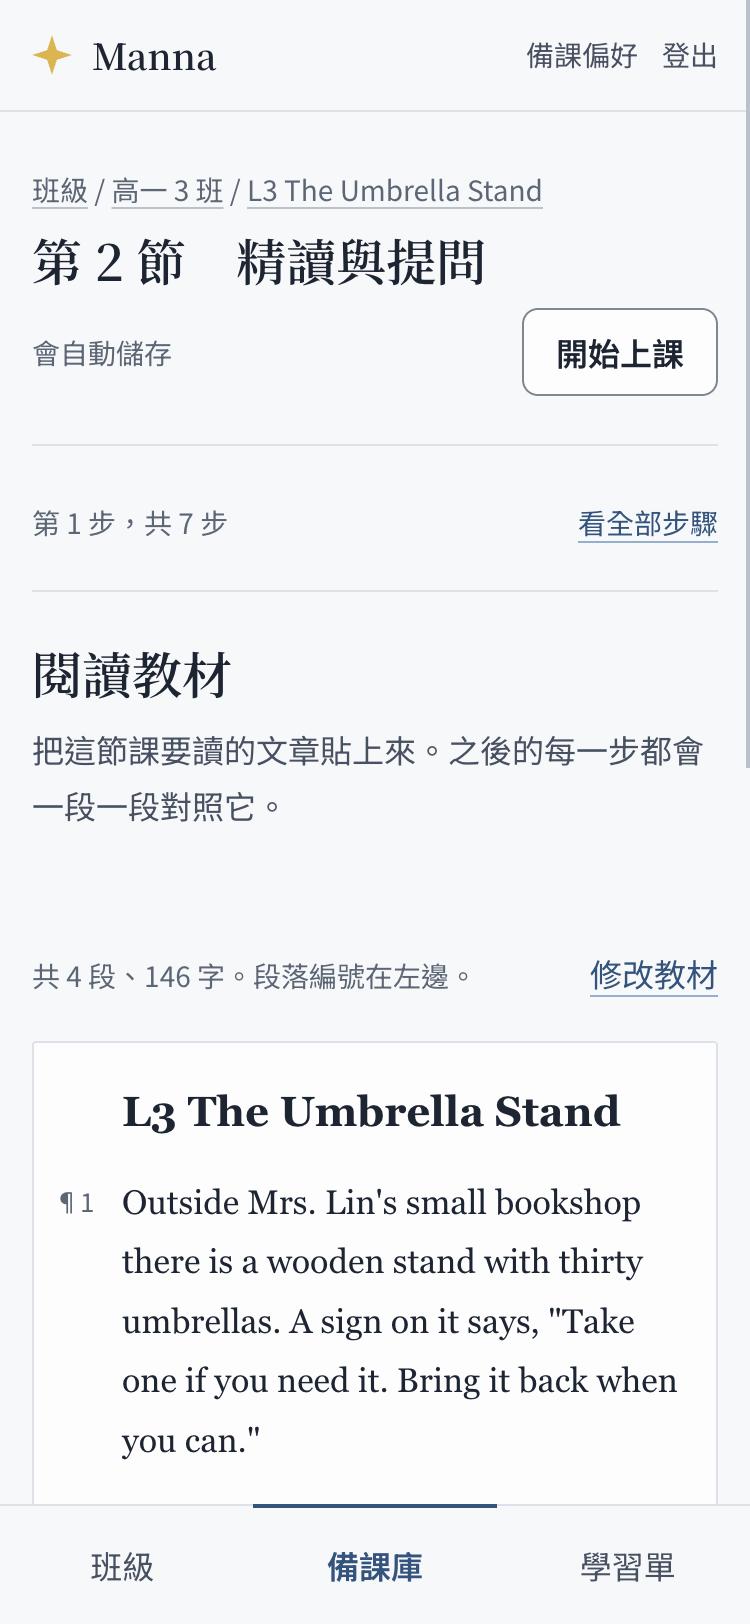 Manna
備課偏好 登出
班級 / 高一 3 班 / L3 The Umbrella Stand
第 2 節　精讀與提問
會自動儲存
開始上課
第 1 步，共 7 步
看全部步驟
閱讀教材
把這節課要讀的文章貼上來。之後的每一步都會
一段一段對照它。
共 4 段、146 字。段落編號在左邊。
修改教材
L3 The Umbrella Stand
¶ 1 Outside Mrs. Lin's small bookshop
there is a wooden stand with thirty
umbrellas. A sign on it says, "Take
one if you need it. Bring it back when
you can."
班級
備課庫
學習單